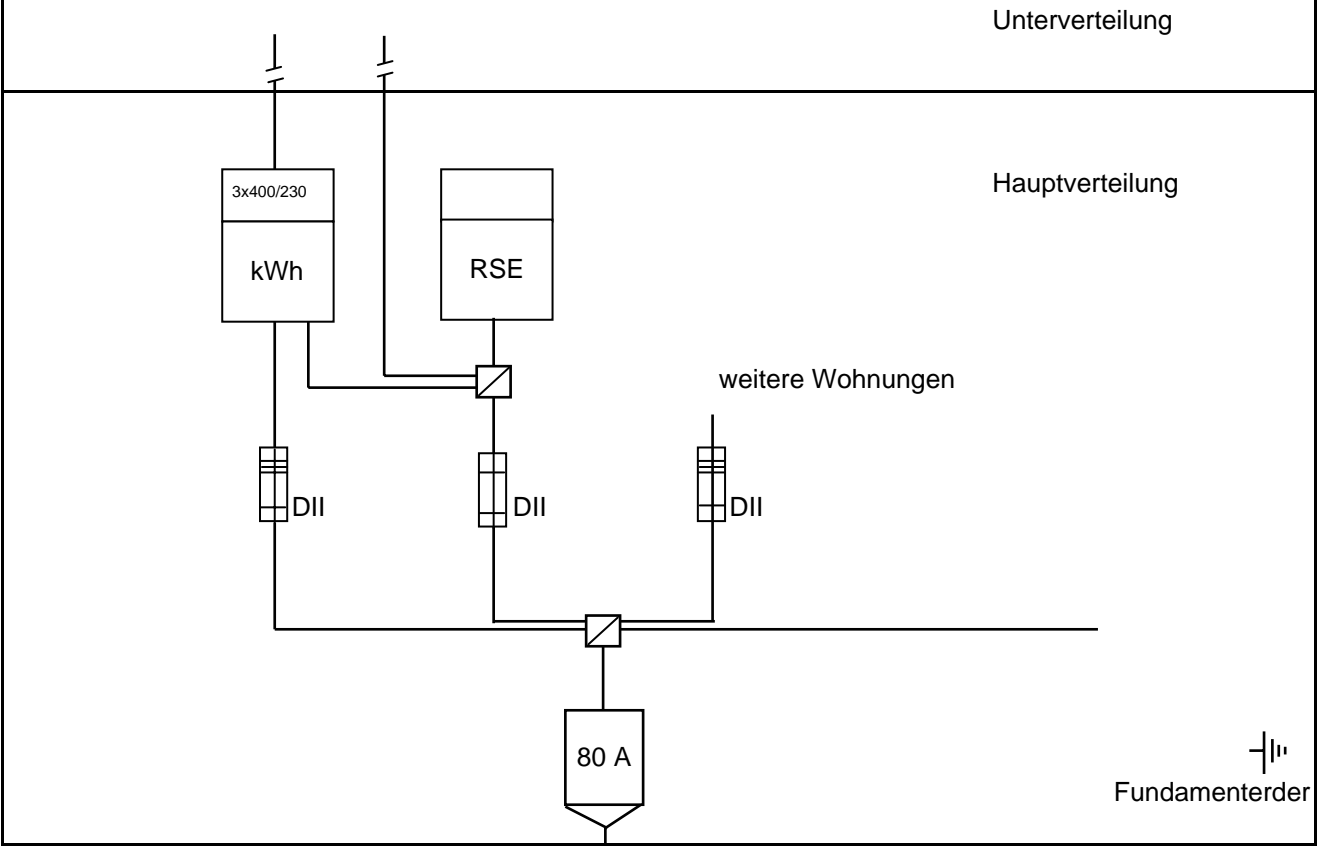 Unterverteilung
Hauptverteilung
3x400/230
kWh
RSE
weitere Wohnungen
DII
DII
DII
80 A
Fundamenterder